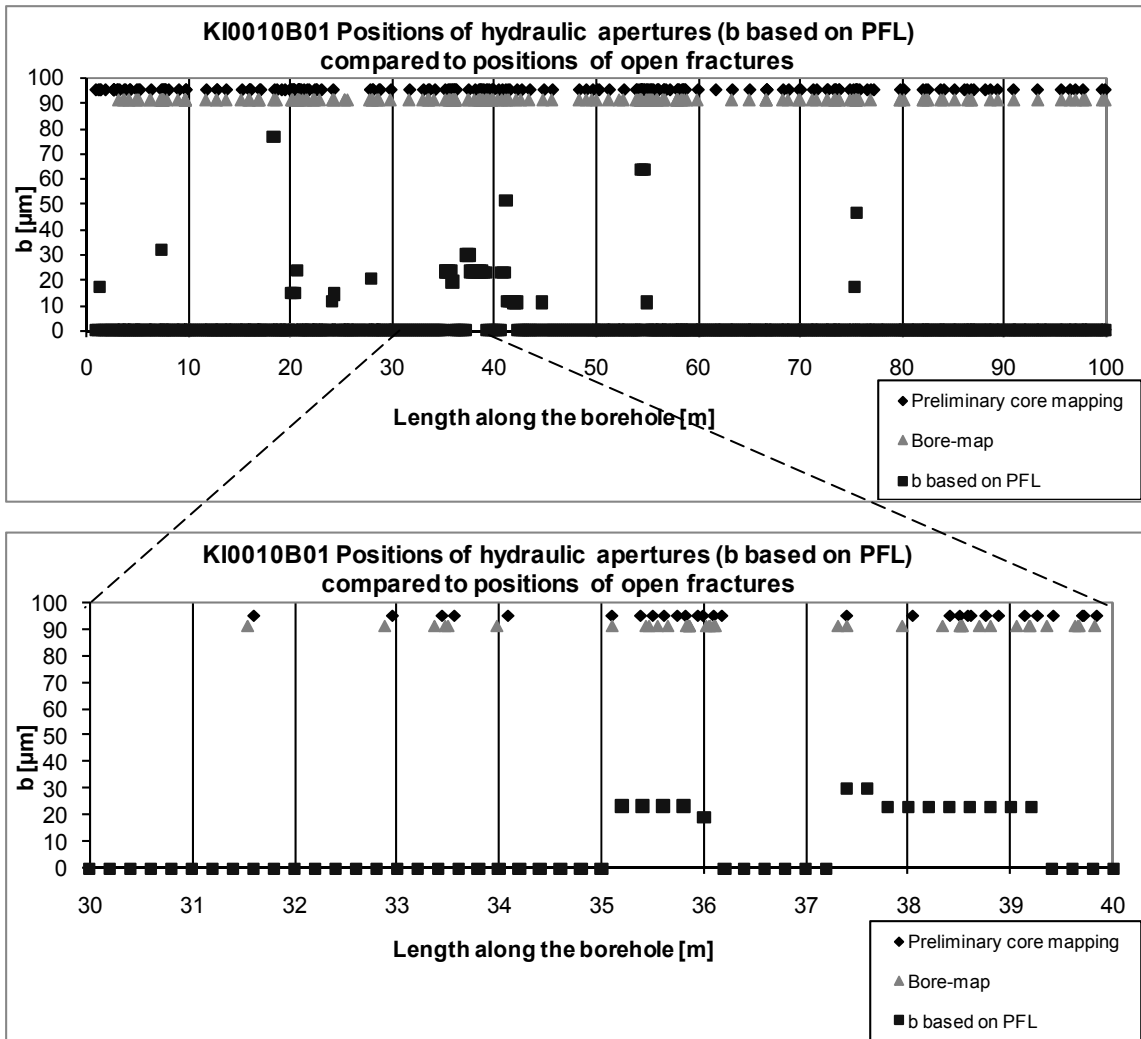 KI0010B01 Positions of hydraulic apertures (b based on PFL)
compared to positions of open fractures
b [µm]
100
90
80
70
60
50
40
30
20
10
0
0 10 20 30 40 50 60 70 80 90 100
Length along the borehole [m]
Preliminary core mapping
Bore-map
b based on PFL
KI0010B01 Positions of hydraulic apertures (b based on PFL)
compared to positions of open fractures
b [µm]
100
90
80
70
60
50
40
30
20
10
0
30 31 32 33 34 35 36 37 38 39 40
Length along the borehole [m]
Preliminary core mapping
Bore-map
b based on PFL